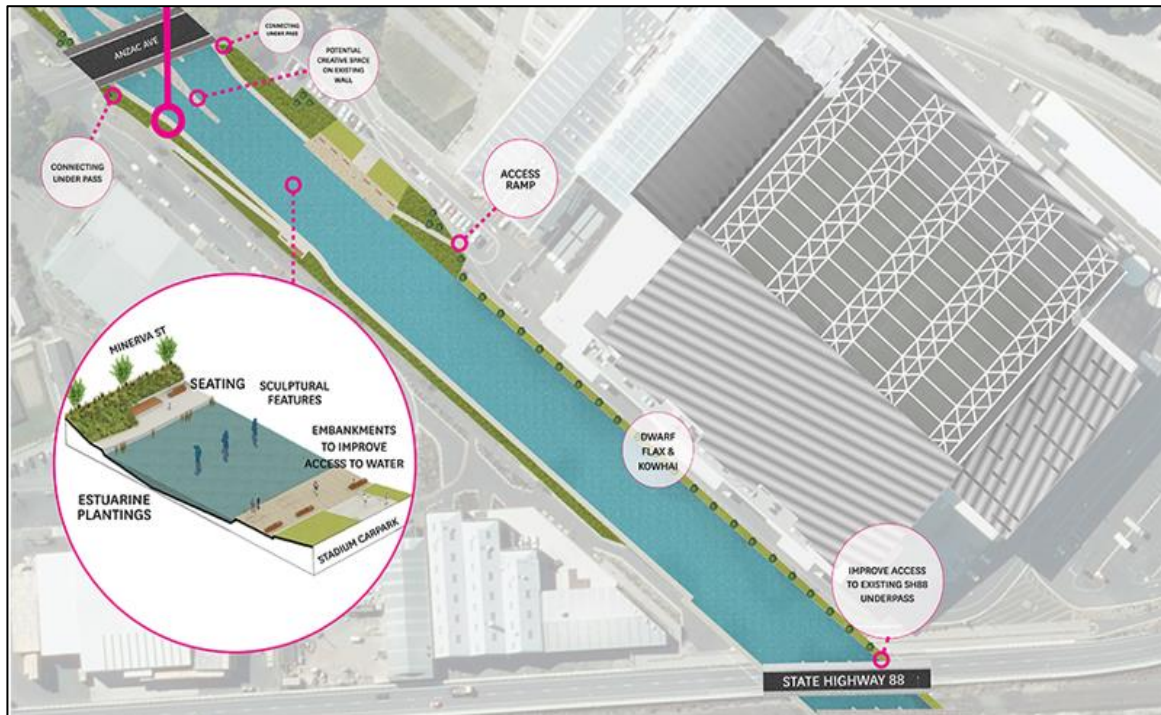 ANZAC AVE
CONNECTING
UNDER PASS
POTENTIAL
CREATIVE SPACE
ON EXISTING
WALL
CONNECTING
UNDER PASS
ACCESS
RAMP
MINERVA ST
SEATING
SCULPTURAL
FEATURES
EMBANKMENTS
TO IMPROVE
ACCESS TO WATER
ESTUARINE
PLANTINGS
STADIUM CARPARK
DWARF
FLAX &
KOWHAI
IMPROVE ACCESS
TO EXISTING SH88
UNDERPASS
STATE HIGHWAY 88